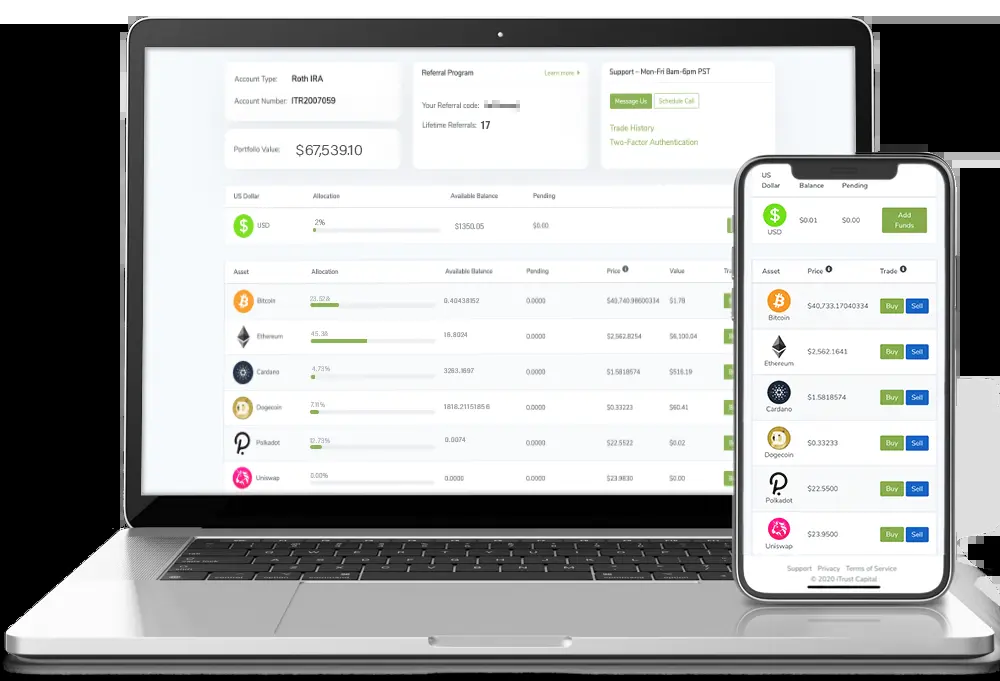 Account Type: Roth IRA
Account Number: ITR2007059
Portfolio Value: $67,539.10
Referral Program Learn more
Your Referral code:
Lifetime Referrals: 17
Support - Mon-Fri 8am-6pm PST
Message Us Schedule Call
Trade History
Two-Factor Authentication
US Dollar Allocation Available Balance Pending
USD 2% $1350.05 $0.00
Asset Allocation Available Balance Pending Price Value
Bitcoin 0.40438152 0.0000 $40,740.98600334 $1.78
Ethereum 45.38 16.8024 0.0000 $2,562.8254 $6,100.04
Cardano 4.73% 3263.1697 0.0000 $1.5818574 $516.19
Dogecoin 7.11% 1818.21151856 0.0000 $0.33223 $60.41
Polkadot 12.73% 0.0074 0.0000 $22.5522 $0.02
Uniswap 0.00% 0.0000 0.0000 $23.9830 $0.00
US
Dollar Balance Pending
USD $0.01 $0.00 Add
Funds
Asset Price Trade
Bitcoin $40,733.17040334 Buy Sell
Ethereum $2,562.1641 Buy Sell
Cardano $1.5818574 Buy Sell
Dogecoin $0.33233 Buy Sell
Polkadot $22.5500 Buy Sell
Uniswap $23.9500 Buy Sell
Support Privacy Terms of Service
© 2020 iTrust Capital